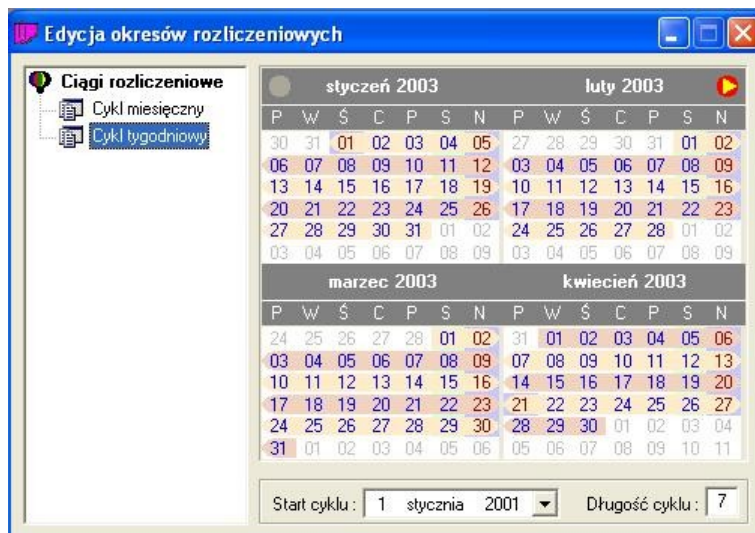 Edycja okresów rozliczeniowych
Ciągi rozliczeniowe
Cykl miesięczny
Cykl tygodniowy
styczeń 2003
P W Ś C P S N
30 31 01 02 03 04 05
06 07 08 09 10 11 12
13 14 15 16 17 18 19
20 21 22 23 24 25 26
27 28 29 30 31 01 02
03 04 05 06 07 08 09
luty 2003
P W Ś C P S N
27 28 29 30 31 01 02
03 04 05 06 07 08 09
10 11 12 13 14 15 16
17 18 19 20 21 22 23
24 25 26 27 28 01 02
03 04 05 06 07 08 09
marzec 2003
P W Ś C P S N
24 25 26 27 28 01 02
03 04 05 06 07 08 09
10 11 12 13 14 15 16
17 18 19 20 21 22 23
24 25 26 27 28 29 30
31 01 02 03 04 05 06
kwiecień 2003
P W Ś C P S N
31 01 02 03 04 05 06
07 08 09 10 11 12 13
14 15 16 17 18 19 20
21 22 23 24 25 26 27
28 29 30 01 02 03 04
05 06 07 08 09 10 11
Start cyklu : 1 stycznia 2001
Długość cyklu : 7